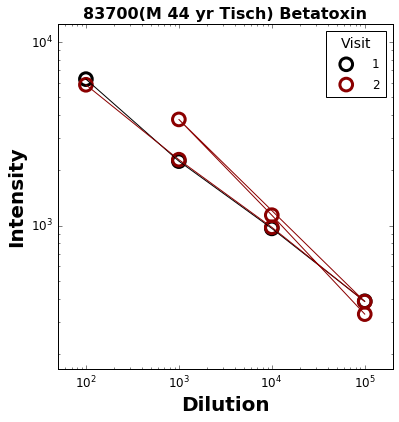 83700(M 44 yr Tisch) Betatoxin
Visit
1
2
10^4
10^3
Intensity
10^2 10^3 10^4 10^5
Dilution